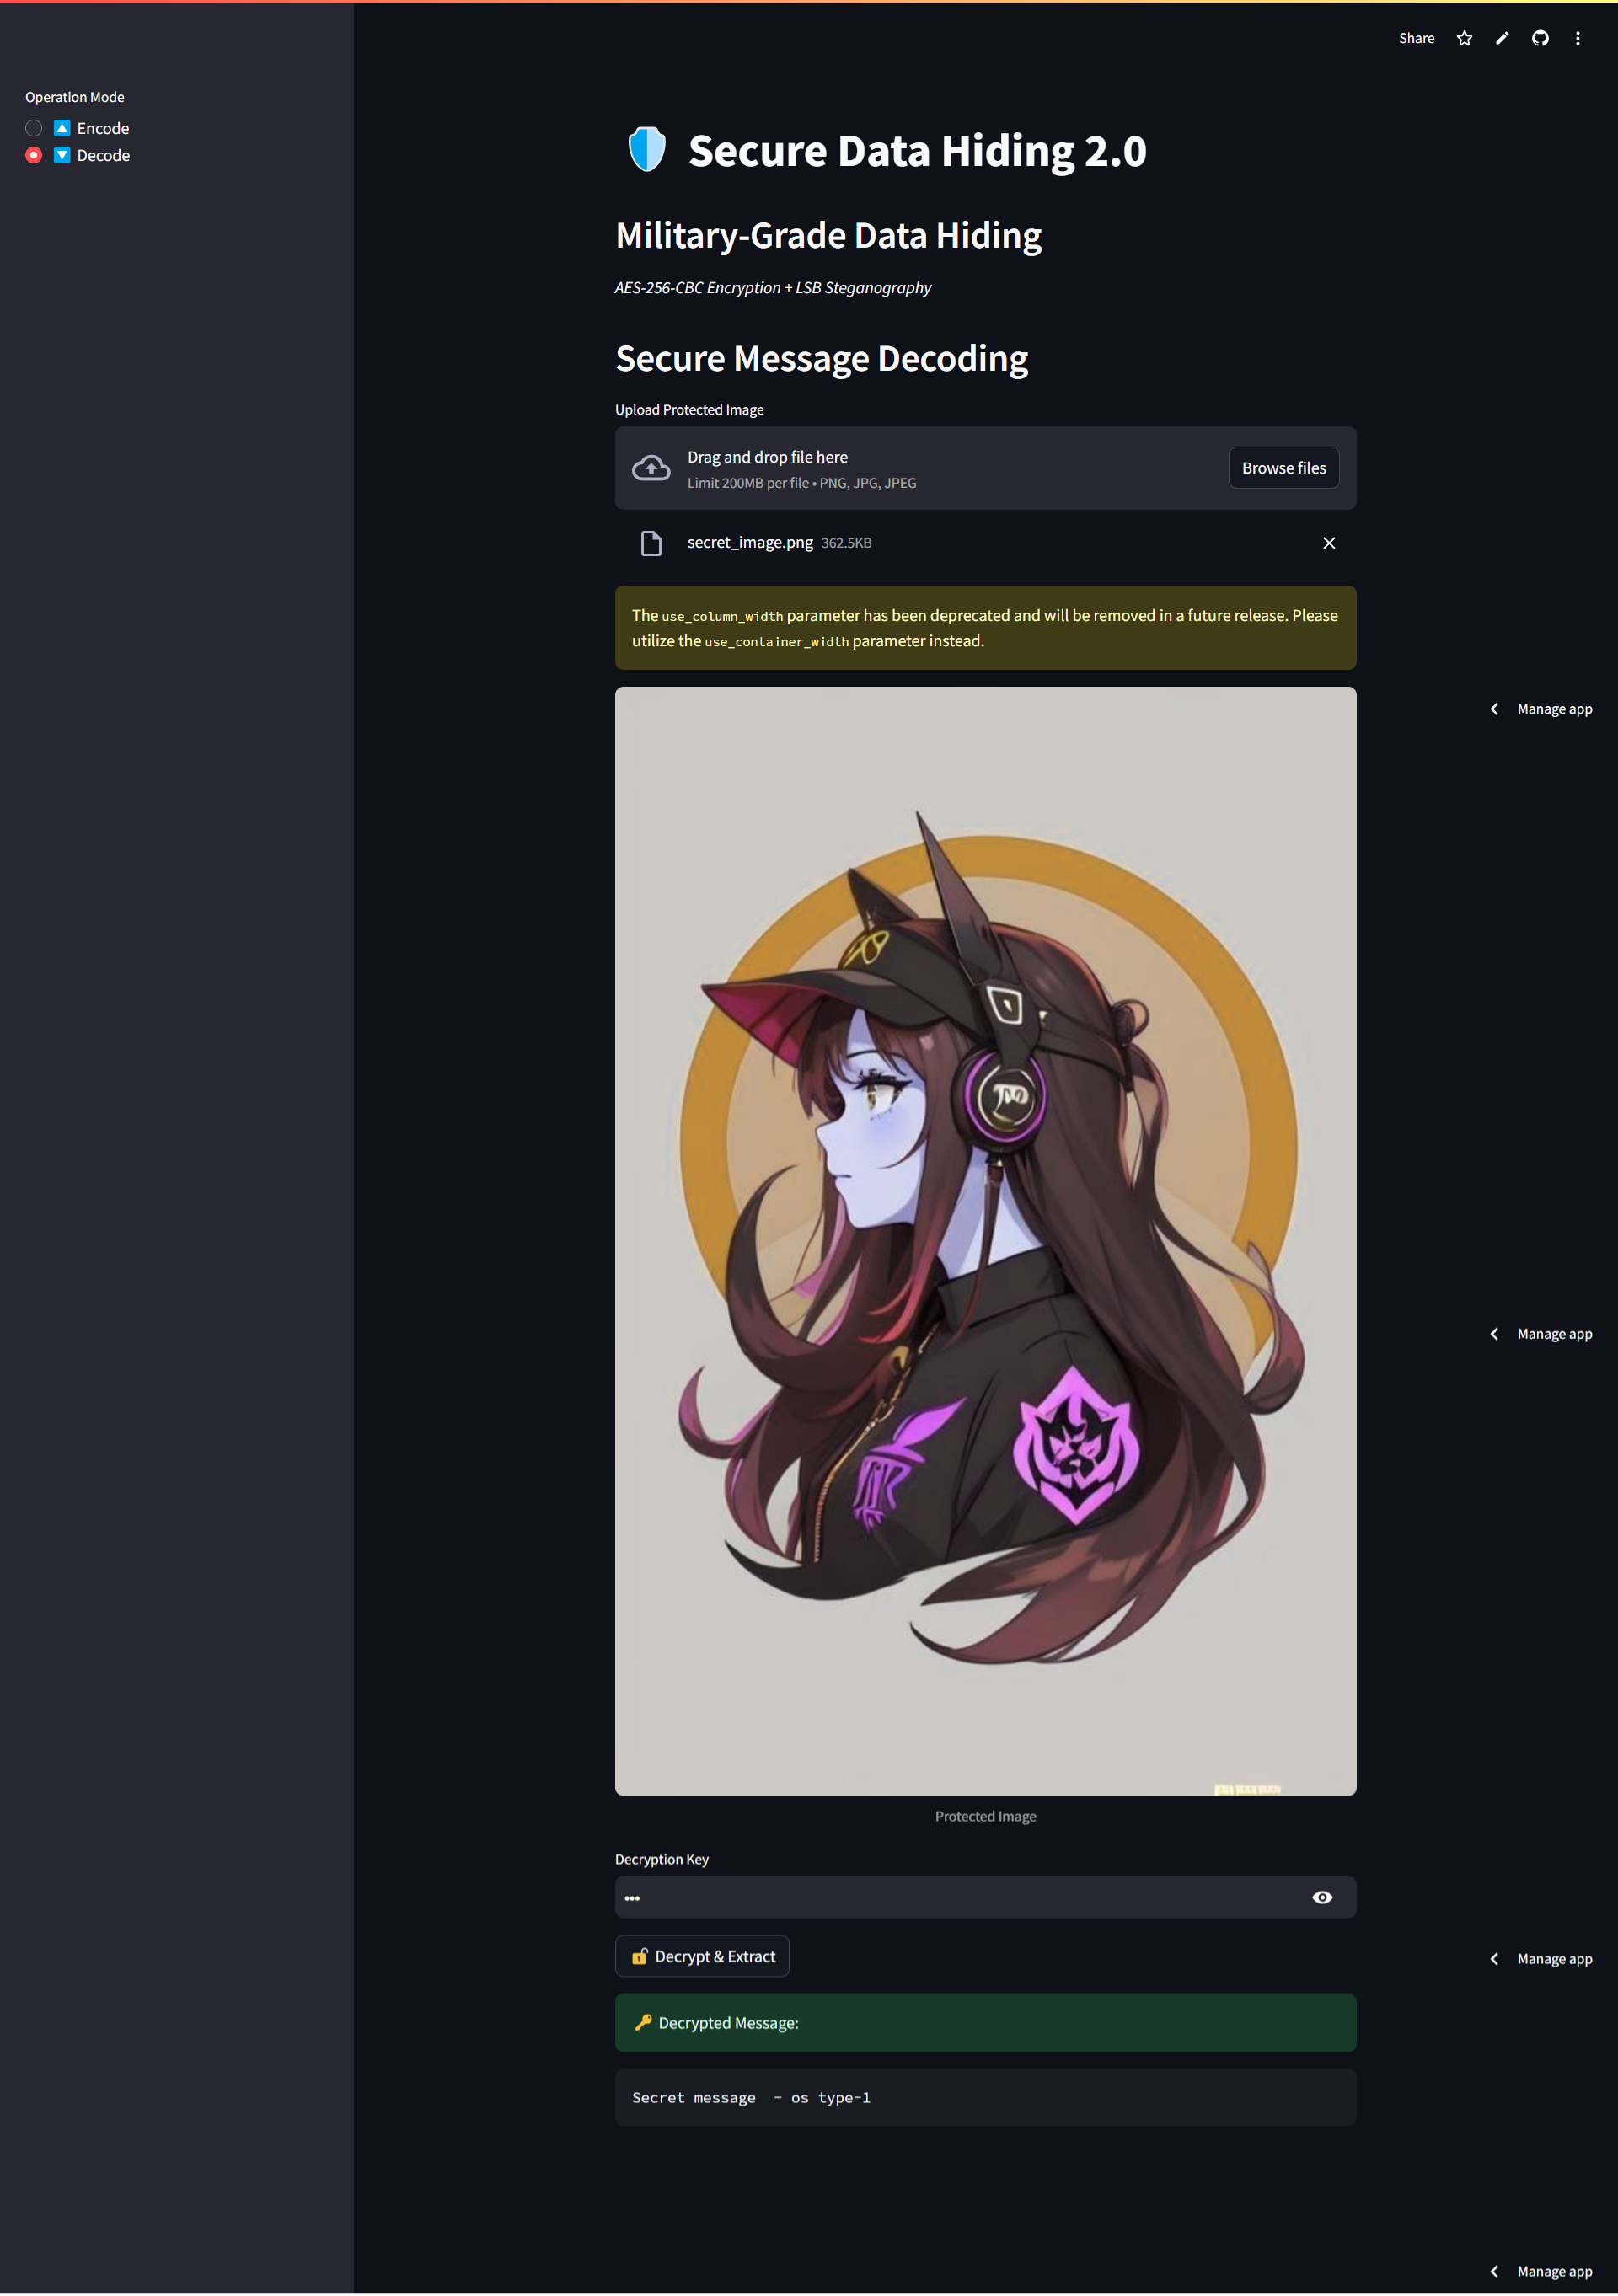 Share
Operation Mode
Encode
Decode
Secure Data Hiding 2.0
Military-Grade Data Hiding
AES-256-CBC Encryption + LSB Steganography
Secure Message Decoding
Upload Protected Image
Drag and drop file here
Limit 200MB per file • PNG, JPG, JPEG
Browse files
secret_image.png 362.5KB
The use_column_width parameter has been deprecated and will be removed in a future release. Please
utilize the use_container_width parameter instead.
Manage app
Manage app
Protected Image
Decryption Key
Decrypt & Extract
Manage app
Decrypted Message:
Secret message  - os type-1
Manage app